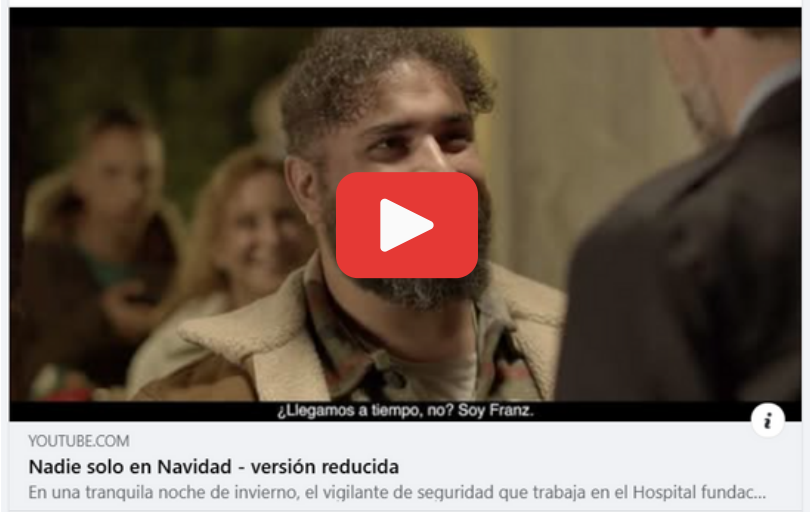 ¿Llegamos a tiempo, no? Soy Franz.
i
YOUTUBE.COM
Nadie solo en Navidad - versión reducida
En una tranquila noche de invierno, el vigilante de seguridad que trabaja en el Hospital fundac...